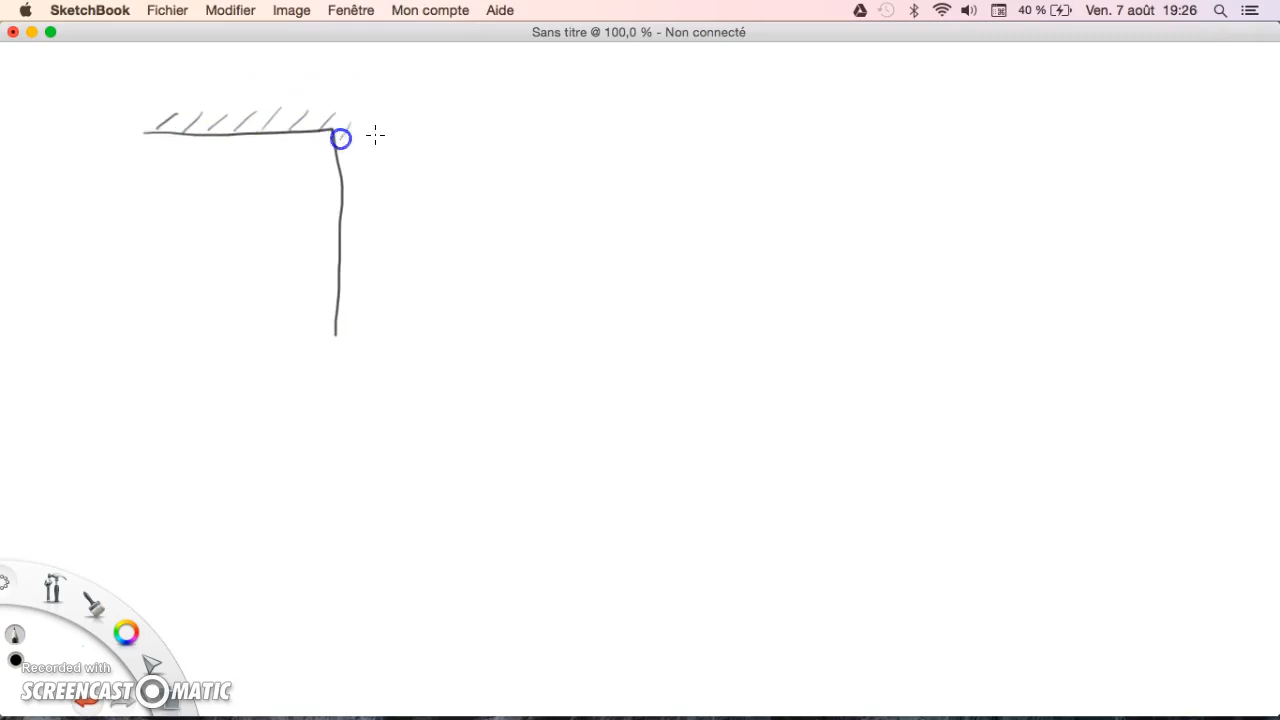 SketchBook Fichier Modifier Image Fenêtre Mon compte Aide 40 % Ven. 7 août 19:26
Sans titre @ 100,0 % - Non connecté
Recorded with
SCREENCAST-O-MATIC